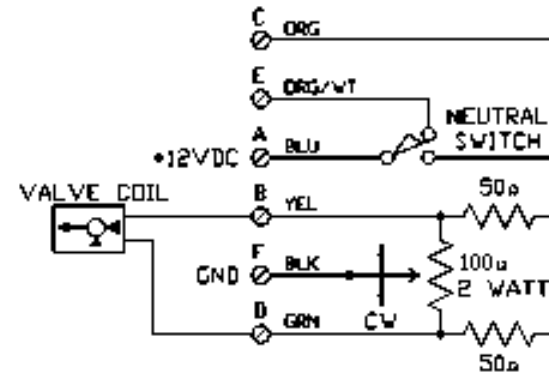 C
ORG
E
ORG/WT
NEUTRAL
SWITCH
A
+12VDC
BLU
VALVE COIL
B
YEL
50Ω
F
GND
BLK
100Ω
2 WATT
CW
D
GRN
50Ω